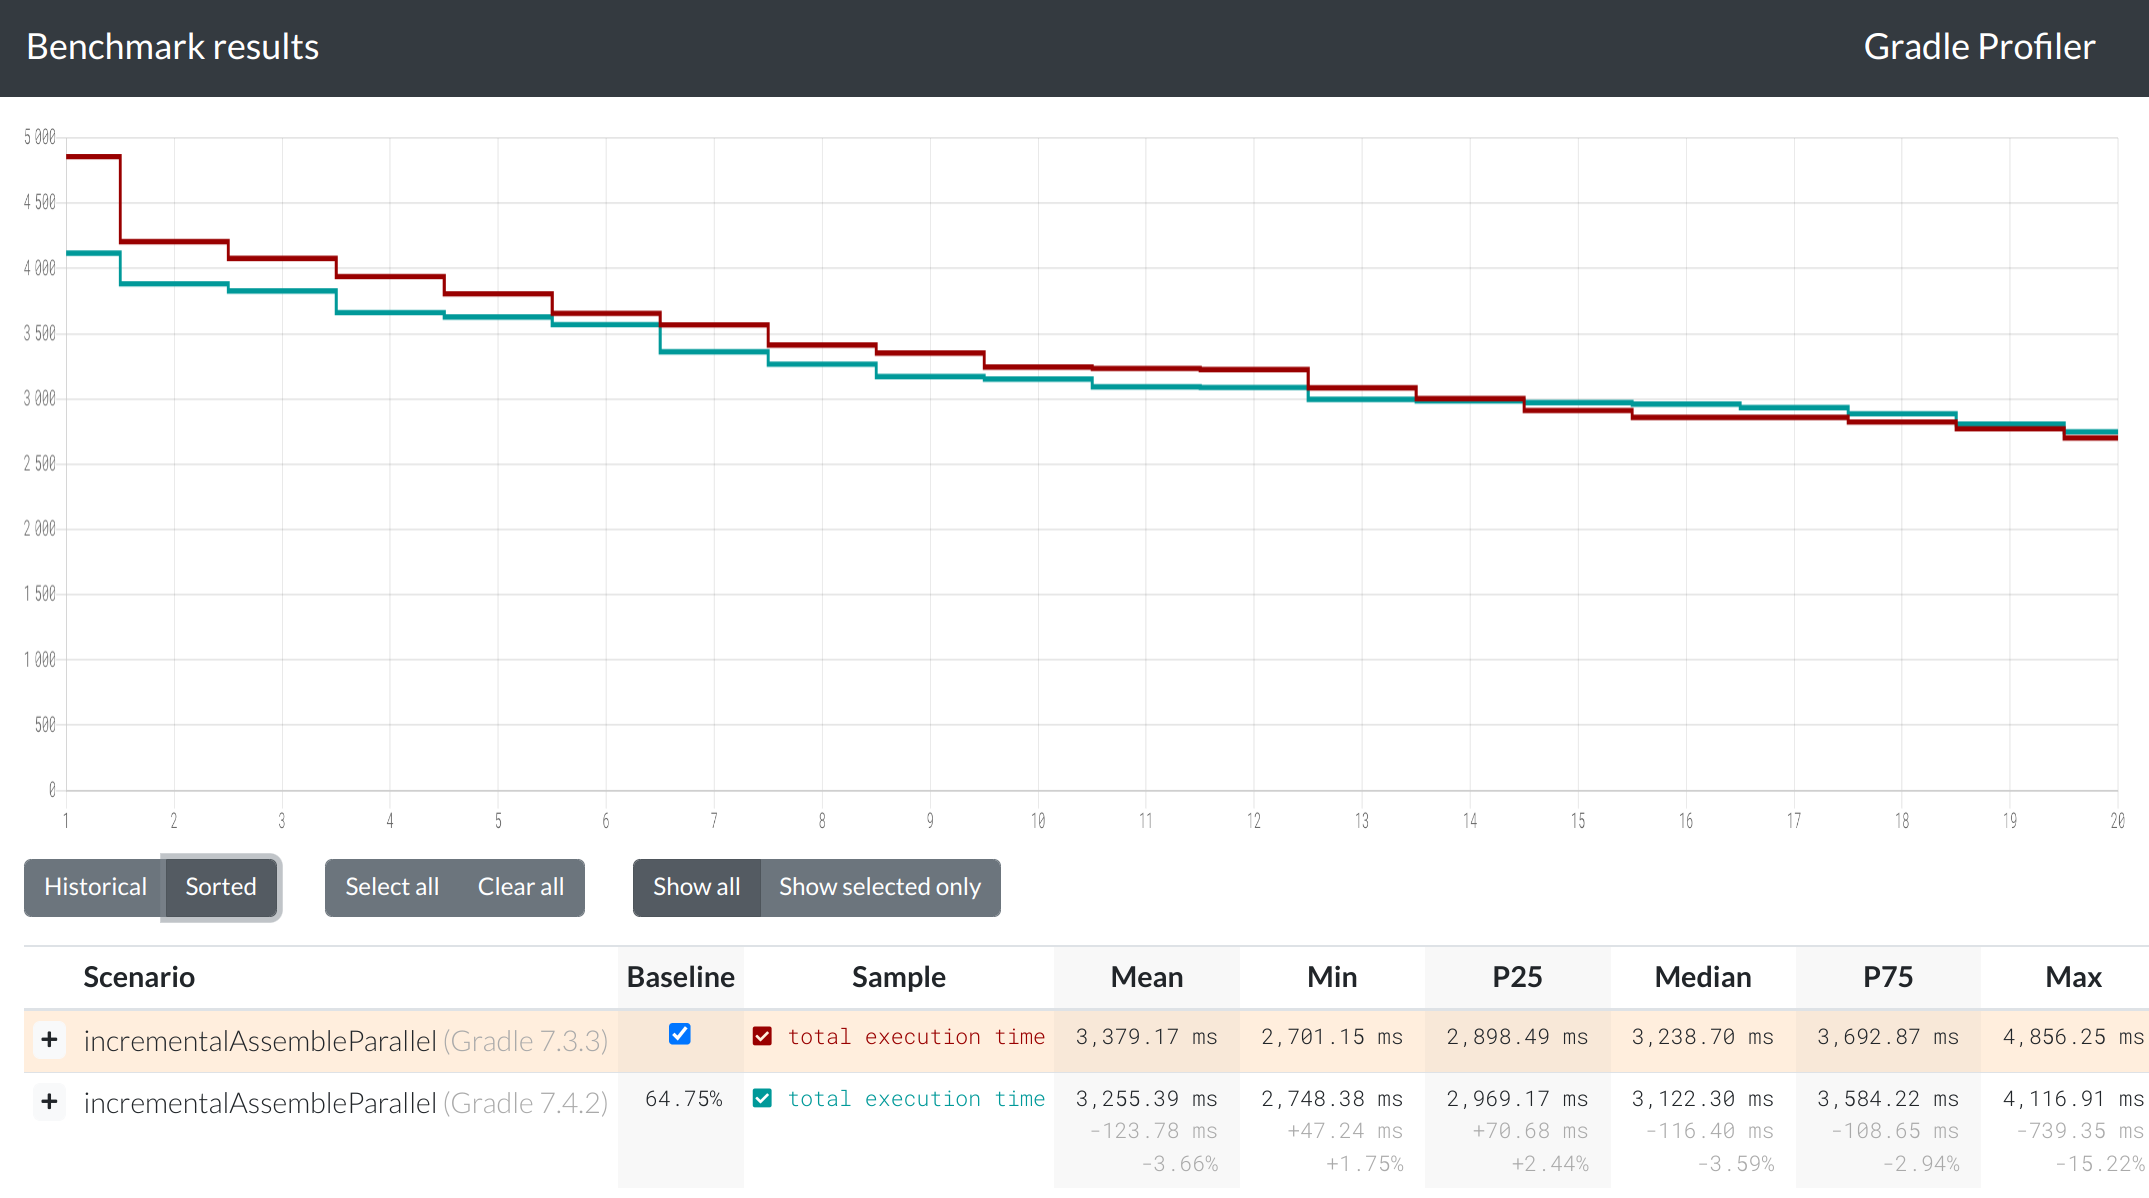 Benchmark results Gradle Profiler
5 000
4 500
4 000
3 500
3 000
2 500
2 000
1 500
1 000
500
0
1 2 3 4 5 6 7 8 9 10 11 12 13 14 15 16 17 18 19 20
Historical Sorted Select all Clear all Show all Show selected only
Scenario Baseline Sample Mean Min P25 Median P75 Max
+ incrementalAssembleParallel (Gradle 7.3.3) total execution time 3,379.17 ms 2,701.15 ms 2,898.49 ms 3,238.70 ms 3,692.87 ms 4,856.25 ms
+ incrementalAssembleParallel (Gradle 7.4.2) 64.75% total execution time 3,255.39 ms 2,748.38 ms 2,969.17 ms 3,122.30 ms 3,584.22 ms 4,116.91 ms
-123.78 ms +47.24 ms +70.68 ms -116.40 ms -108.65 ms -739.35 ms
-3.66% +1.75% +2.44% -3.59% -2.94% -15.22%